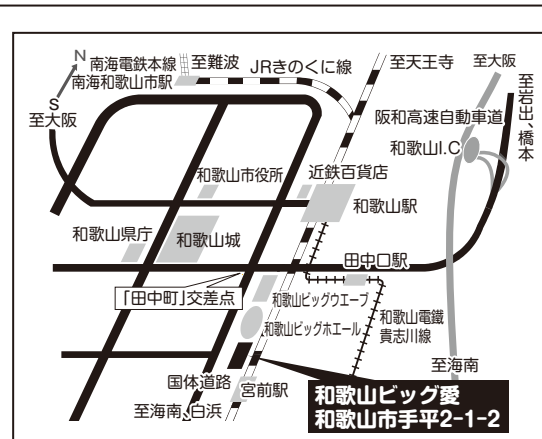 N
S
南海電鉄本線
南海和歌山市駅
至難波
JRきのくに線
至天王寺
至大阪
至岩出、橋本
至大阪
阪和高速自動車道
和歌山I.C
和歌山市役所
近鉄百貨店
和歌山駅
和歌山県庁
和歌山城
田中口駅
「田中町」交差点
和歌山ビッグウエーブ
和歌山ビッグホエール
和歌山電鐵
貴志川線
国体道路
宮前駅
至海南、白浜
至海南
和歌山ビッグ愛
和歌山市手平2-1-2